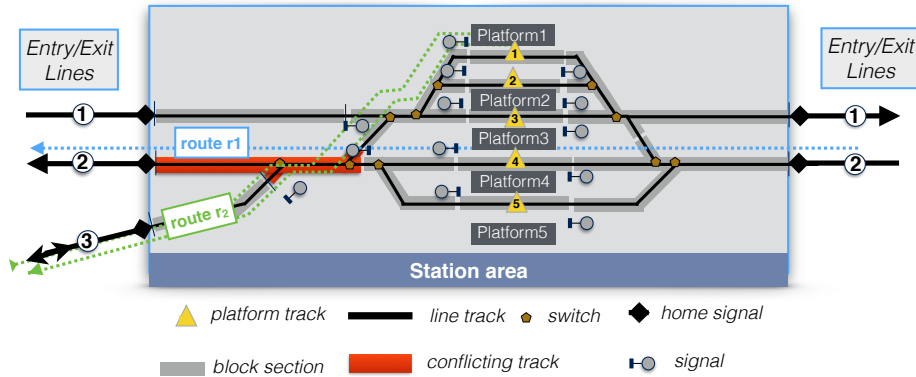 Entry/Exit
Lines
Entry/Exit
Lines
Platform1
1
2
Platform2
1
3
1
Platform3
route r1
2
4
2
Platform4
route r2
5
3
Platform5
Station area
platform track
line track
switch
home signal
block section
conflicting track
signal